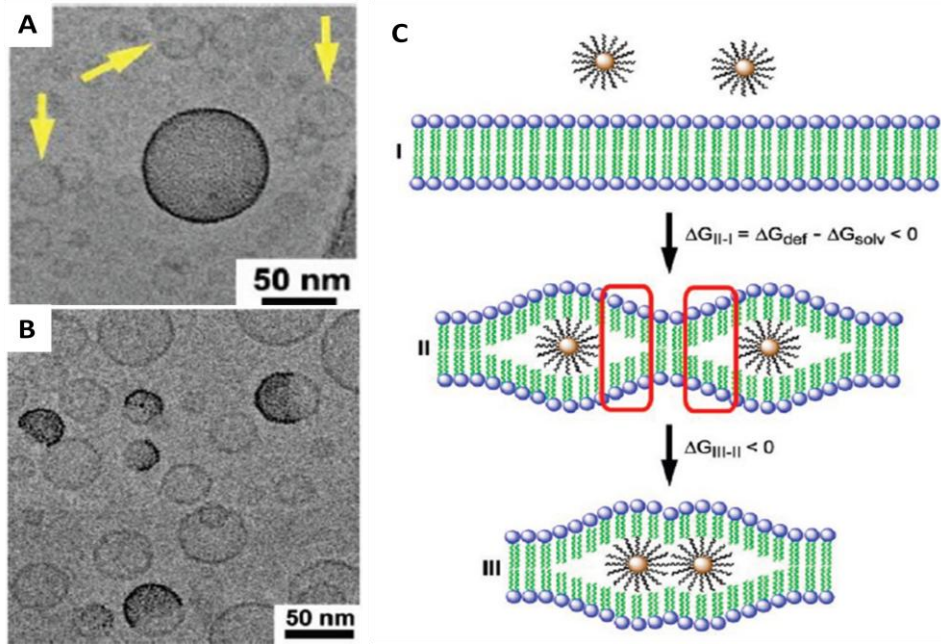 A
50 nm
B
50 nm
C
I
ΔG_II-I = ΔG_def - ΔG_solv < 0
II
ΔG_III-II < 0
III